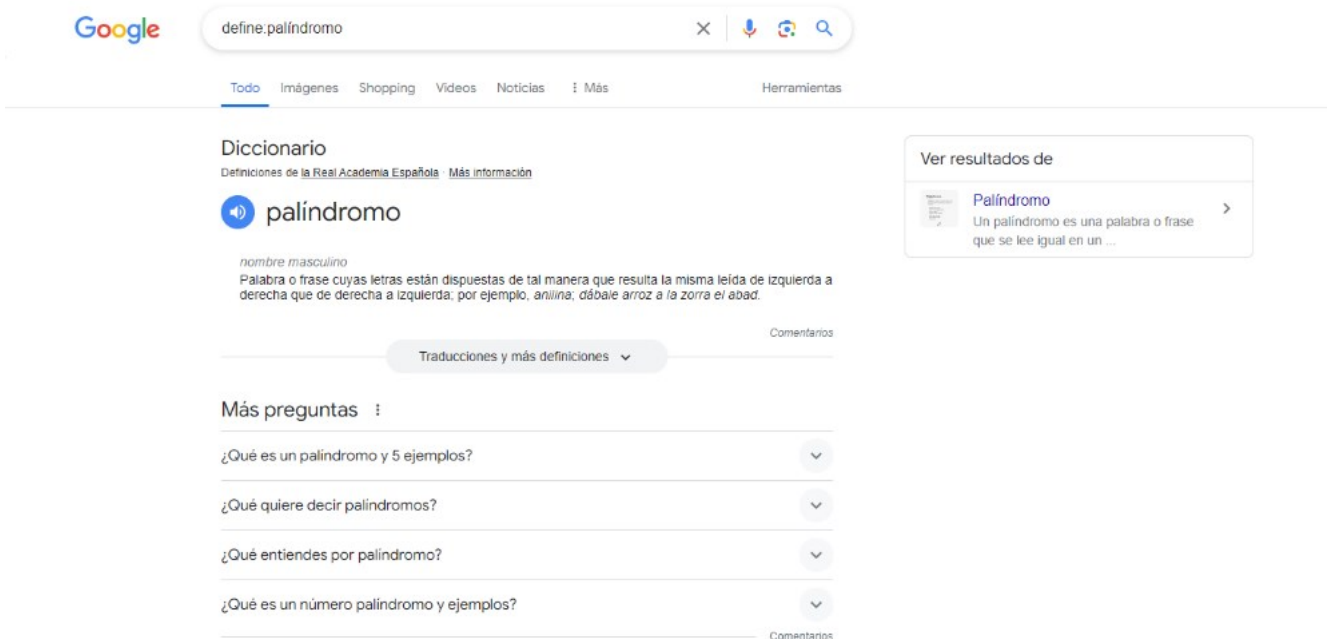 Google
define:palíndromo
Todo Imágenes Shopping Videos Noticias Más Herramientas
Diccionario
Definiciones de la Real Academia Española · Más información
palíndromo
nombre masculino
Palabra o frase cuyas letras están dispuestas de tal manera que resulta la misma leída de izquierda a
derecha que de derecha a izquierda; por ejemplo, anilina; dábale arroz a la zorra el abad.
Comentarios
Traducciones y más definiciones
Más preguntas
¿Qué es un palíndromo y 5 ejemplos?
¿Qué quiere decir palíndromos?
¿Qué entiendes por palíndromo?
¿Qué es un número palíndromo y ejemplos?
Comentarios
Ver resultados de
Palíndromo
Un palíndromo es una palabra o frase
que se lee igual en un ...